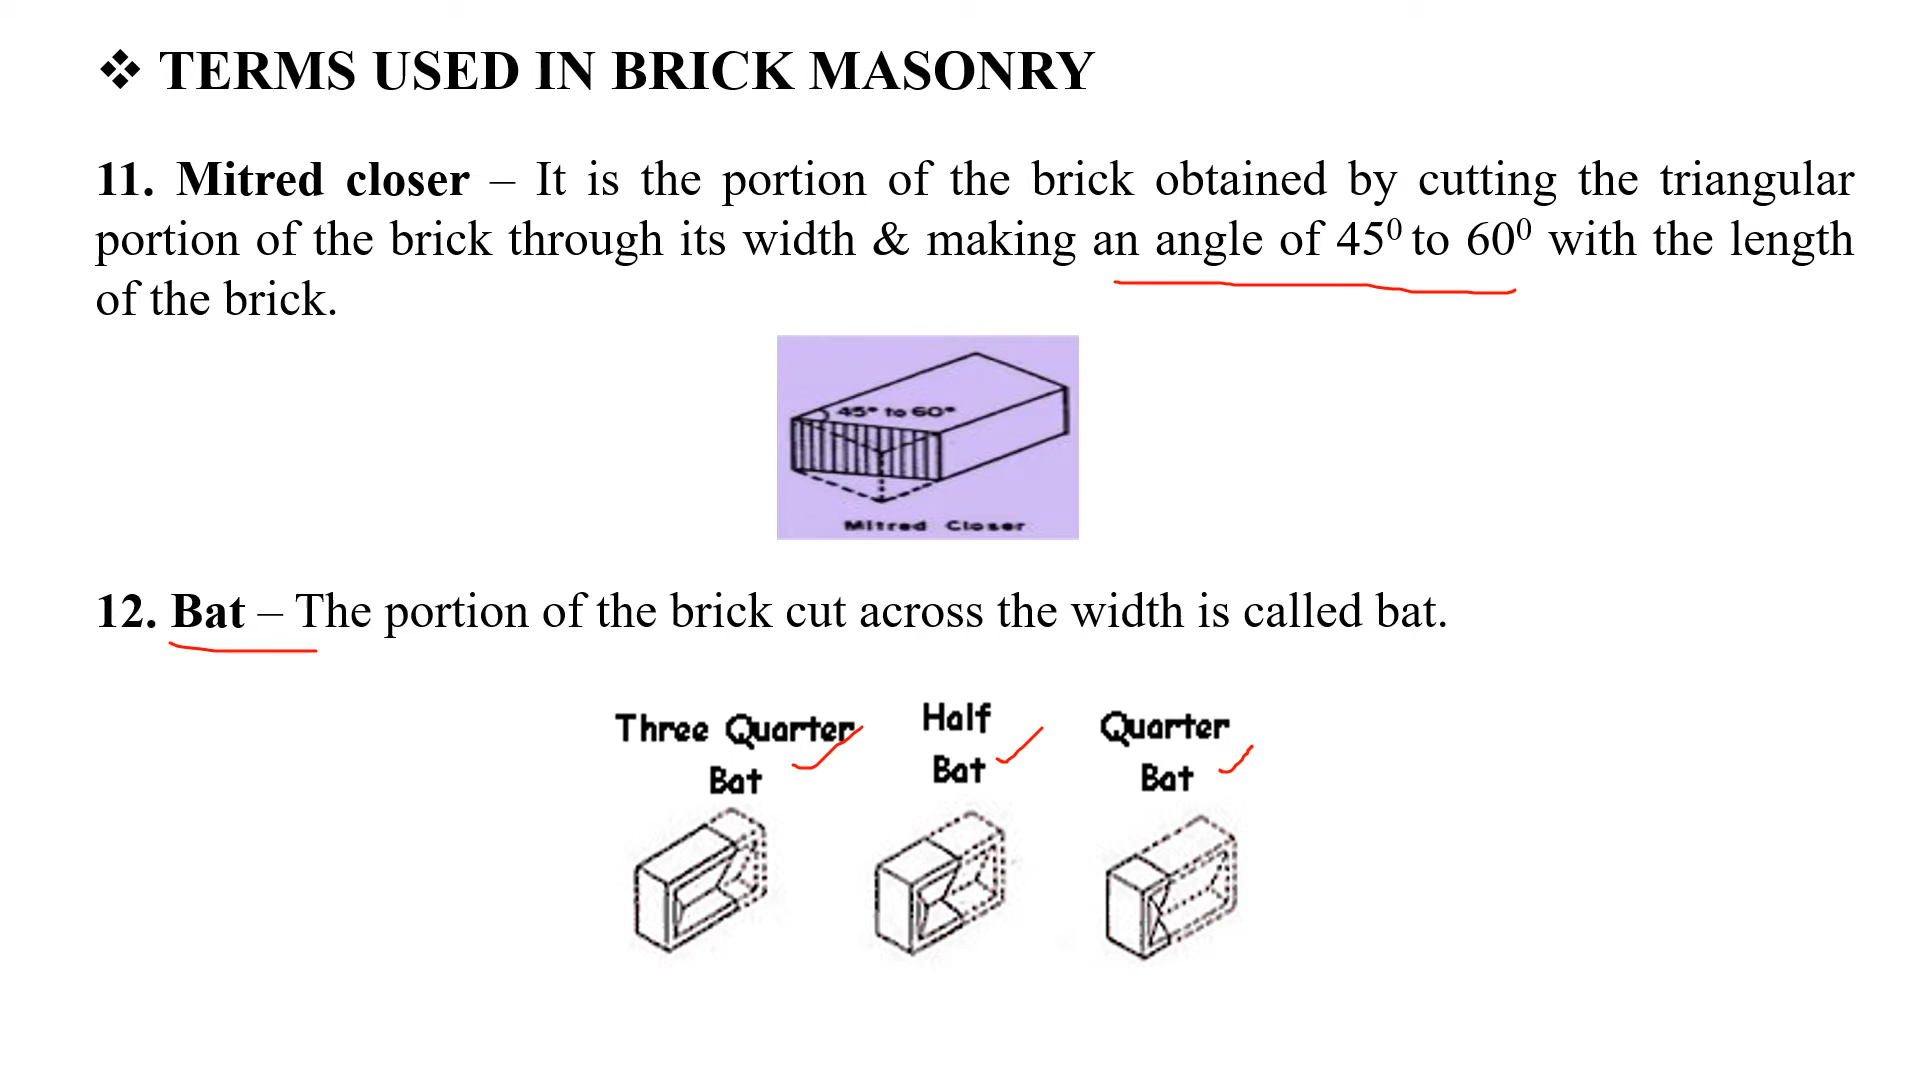 ❖ TERMS USED IN BRICK MASONRY
11. Mitred closer – It is the portion of the brick obtained by cutting the triangular
portion of the brick through its width & making an angle of 45⁰ to 60⁰ with the length
of the brick.
45° to 60°
Mitred Closer
12. Bat – The portion of the brick cut across the width is called bat.
Three Quarter
Bat
Half
Bat
Quarter
Bat